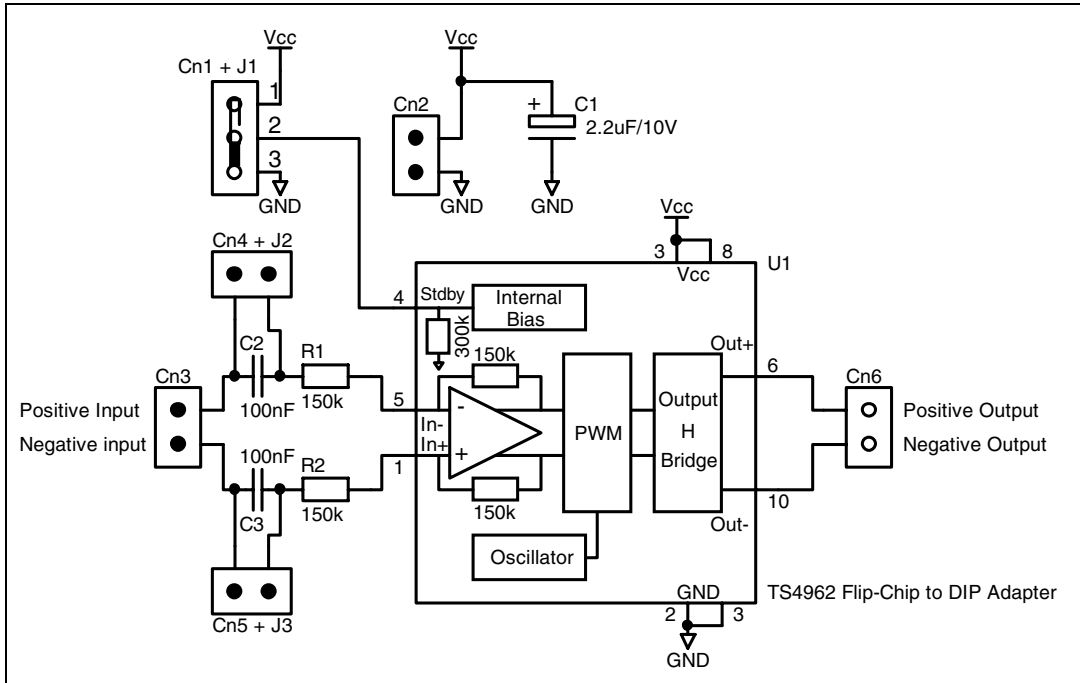 Vcc
Cn1 + J1
1
2
3
GND
Vcc
Cn2
+
C1
2.2uF/10V
GND
GND
Vcc
3
8
Vcc
U1
Cn4 + J2
4
Stdby
Internal
Bias
300k
150k
C2
R1
100nF
150k
5
In-
-
In+
+
1
Cn3
Positive Input
Negative input
100nF
R2
150k
C3
Cn5 + J3
150k
PWM
Oscillator
Output
H
Bridge
Out+
6
Out-
10
Cn6
Positive Output
Negative Output
GND
2
3
GND
TS4962 Flip-Chip to DIP Adapter